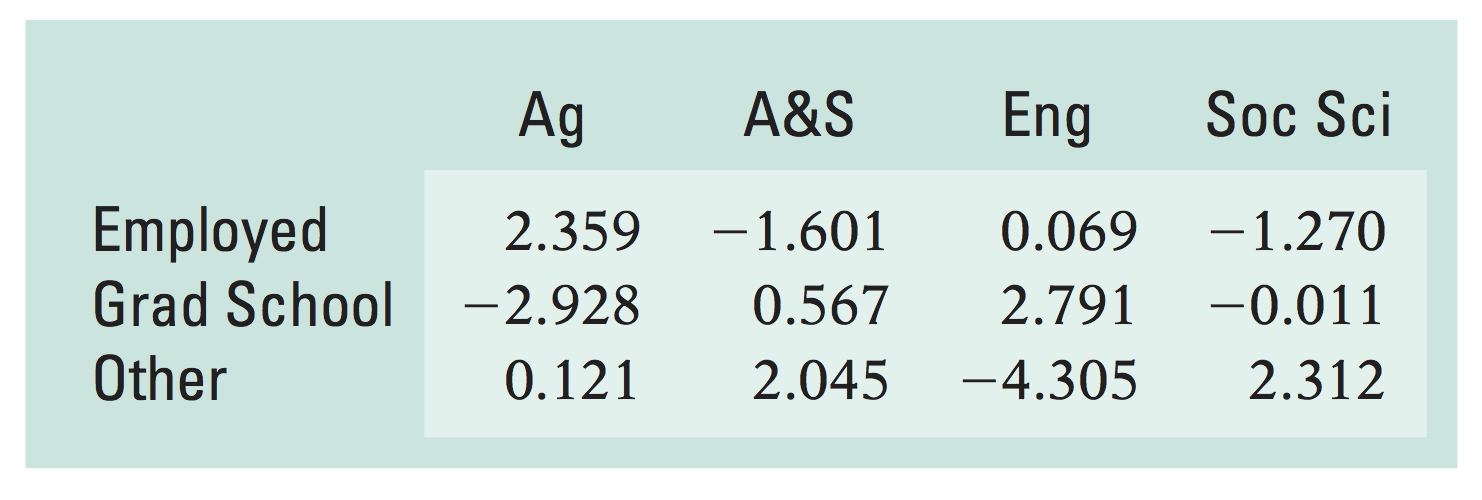 Ag A&S Eng Soc Sci
Employed 2.359 −1.601 0.069 −1.270
Grad School −2.928 0.567 2.791 −0.011
Other 0.121 2.045 −4.305 2.312